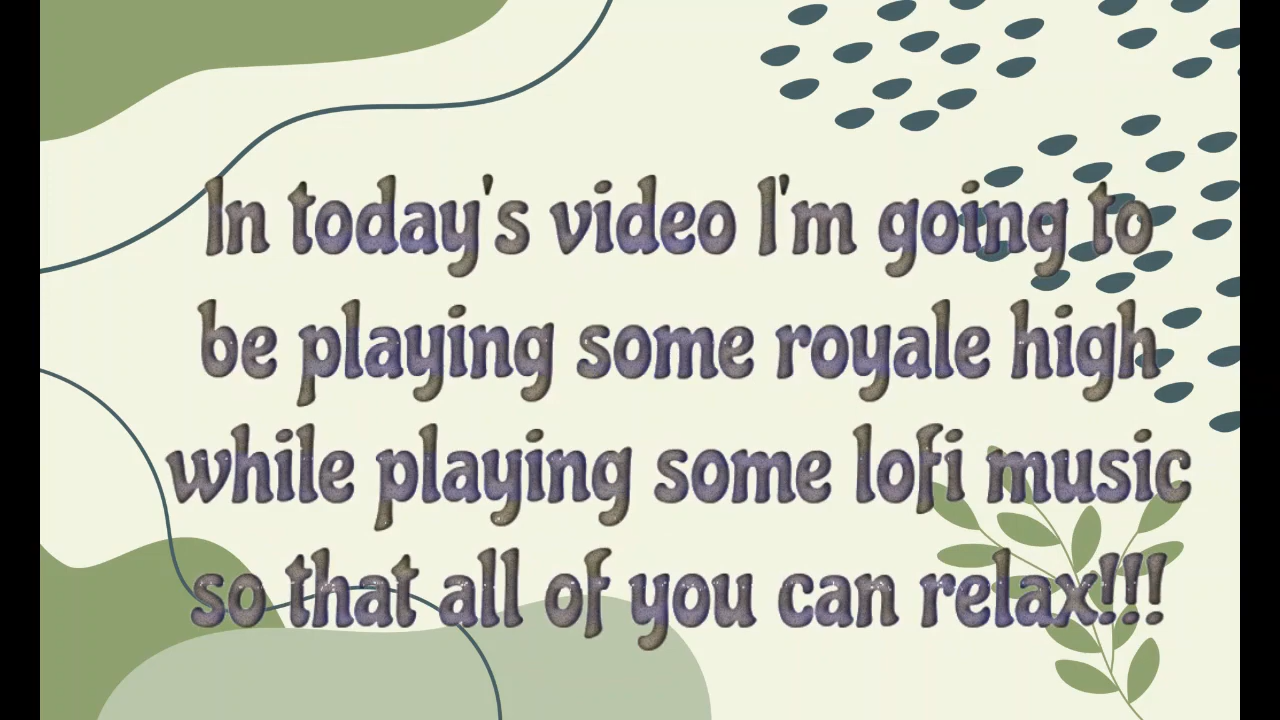 In today's video I'm going to
be playing some royale high
while playing some lofi music
so that all of you can relax!!!